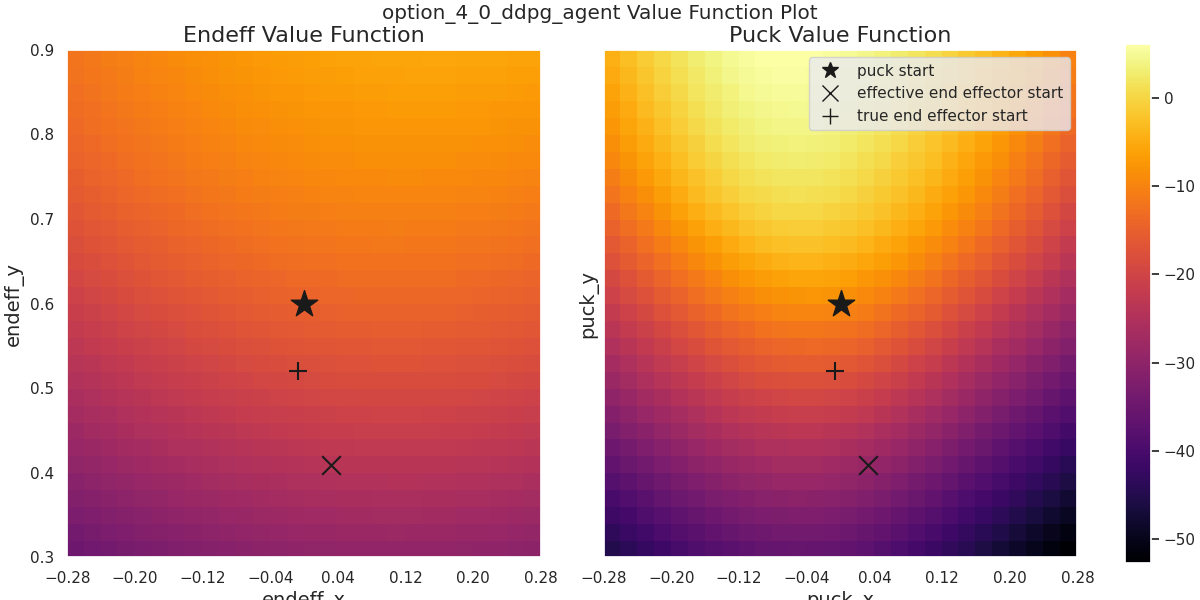 option_4_0_ddpg_agent Value Function Plot
Endeff Value Function
Puck Value Function
endeff_y
0.9
0.8
0.7
0.6
0.5
0.4
0.3
−0.28 −0.20 −0.12 −0.04 0.04 0.12 0.20 0.28
endeff_x
puck_y
puck start
effective end effector start
true end effector start
−0.28 −0.20 −0.12 −0.04 0.04 0.12 0.20 0.28
puck_x
0
−10
−20
−30
−40
−50